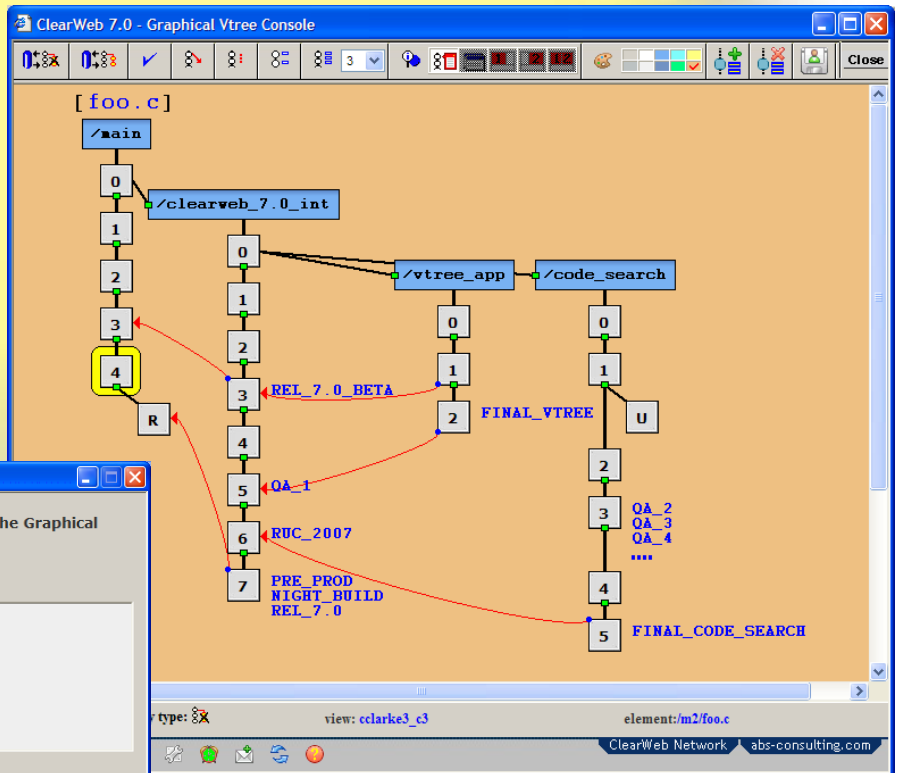 ClearWeb 7.0 - Graphical Vtree Console
3
Close
[foo.c]
/main
0
1
2
3
4
R
/clearweb_7.0_int
0
1
2
3
REL_7.0_BETA
4
5
QA_1
6
RUC_2007
7
PRE_PROD
NIGHT_BUILD
REL_7.0
/vtree_app
0
1
2
FINAL_VTREE
/code_search
0
1
U
2
3
QA_2
QA_3
QA_4
....
4
5
FINAL_CODE_SEARCH
he Graphical
y type:
view: cclarke3_c3
element:/m2/foo.c
ClearWeb Network
abs-consulting.com